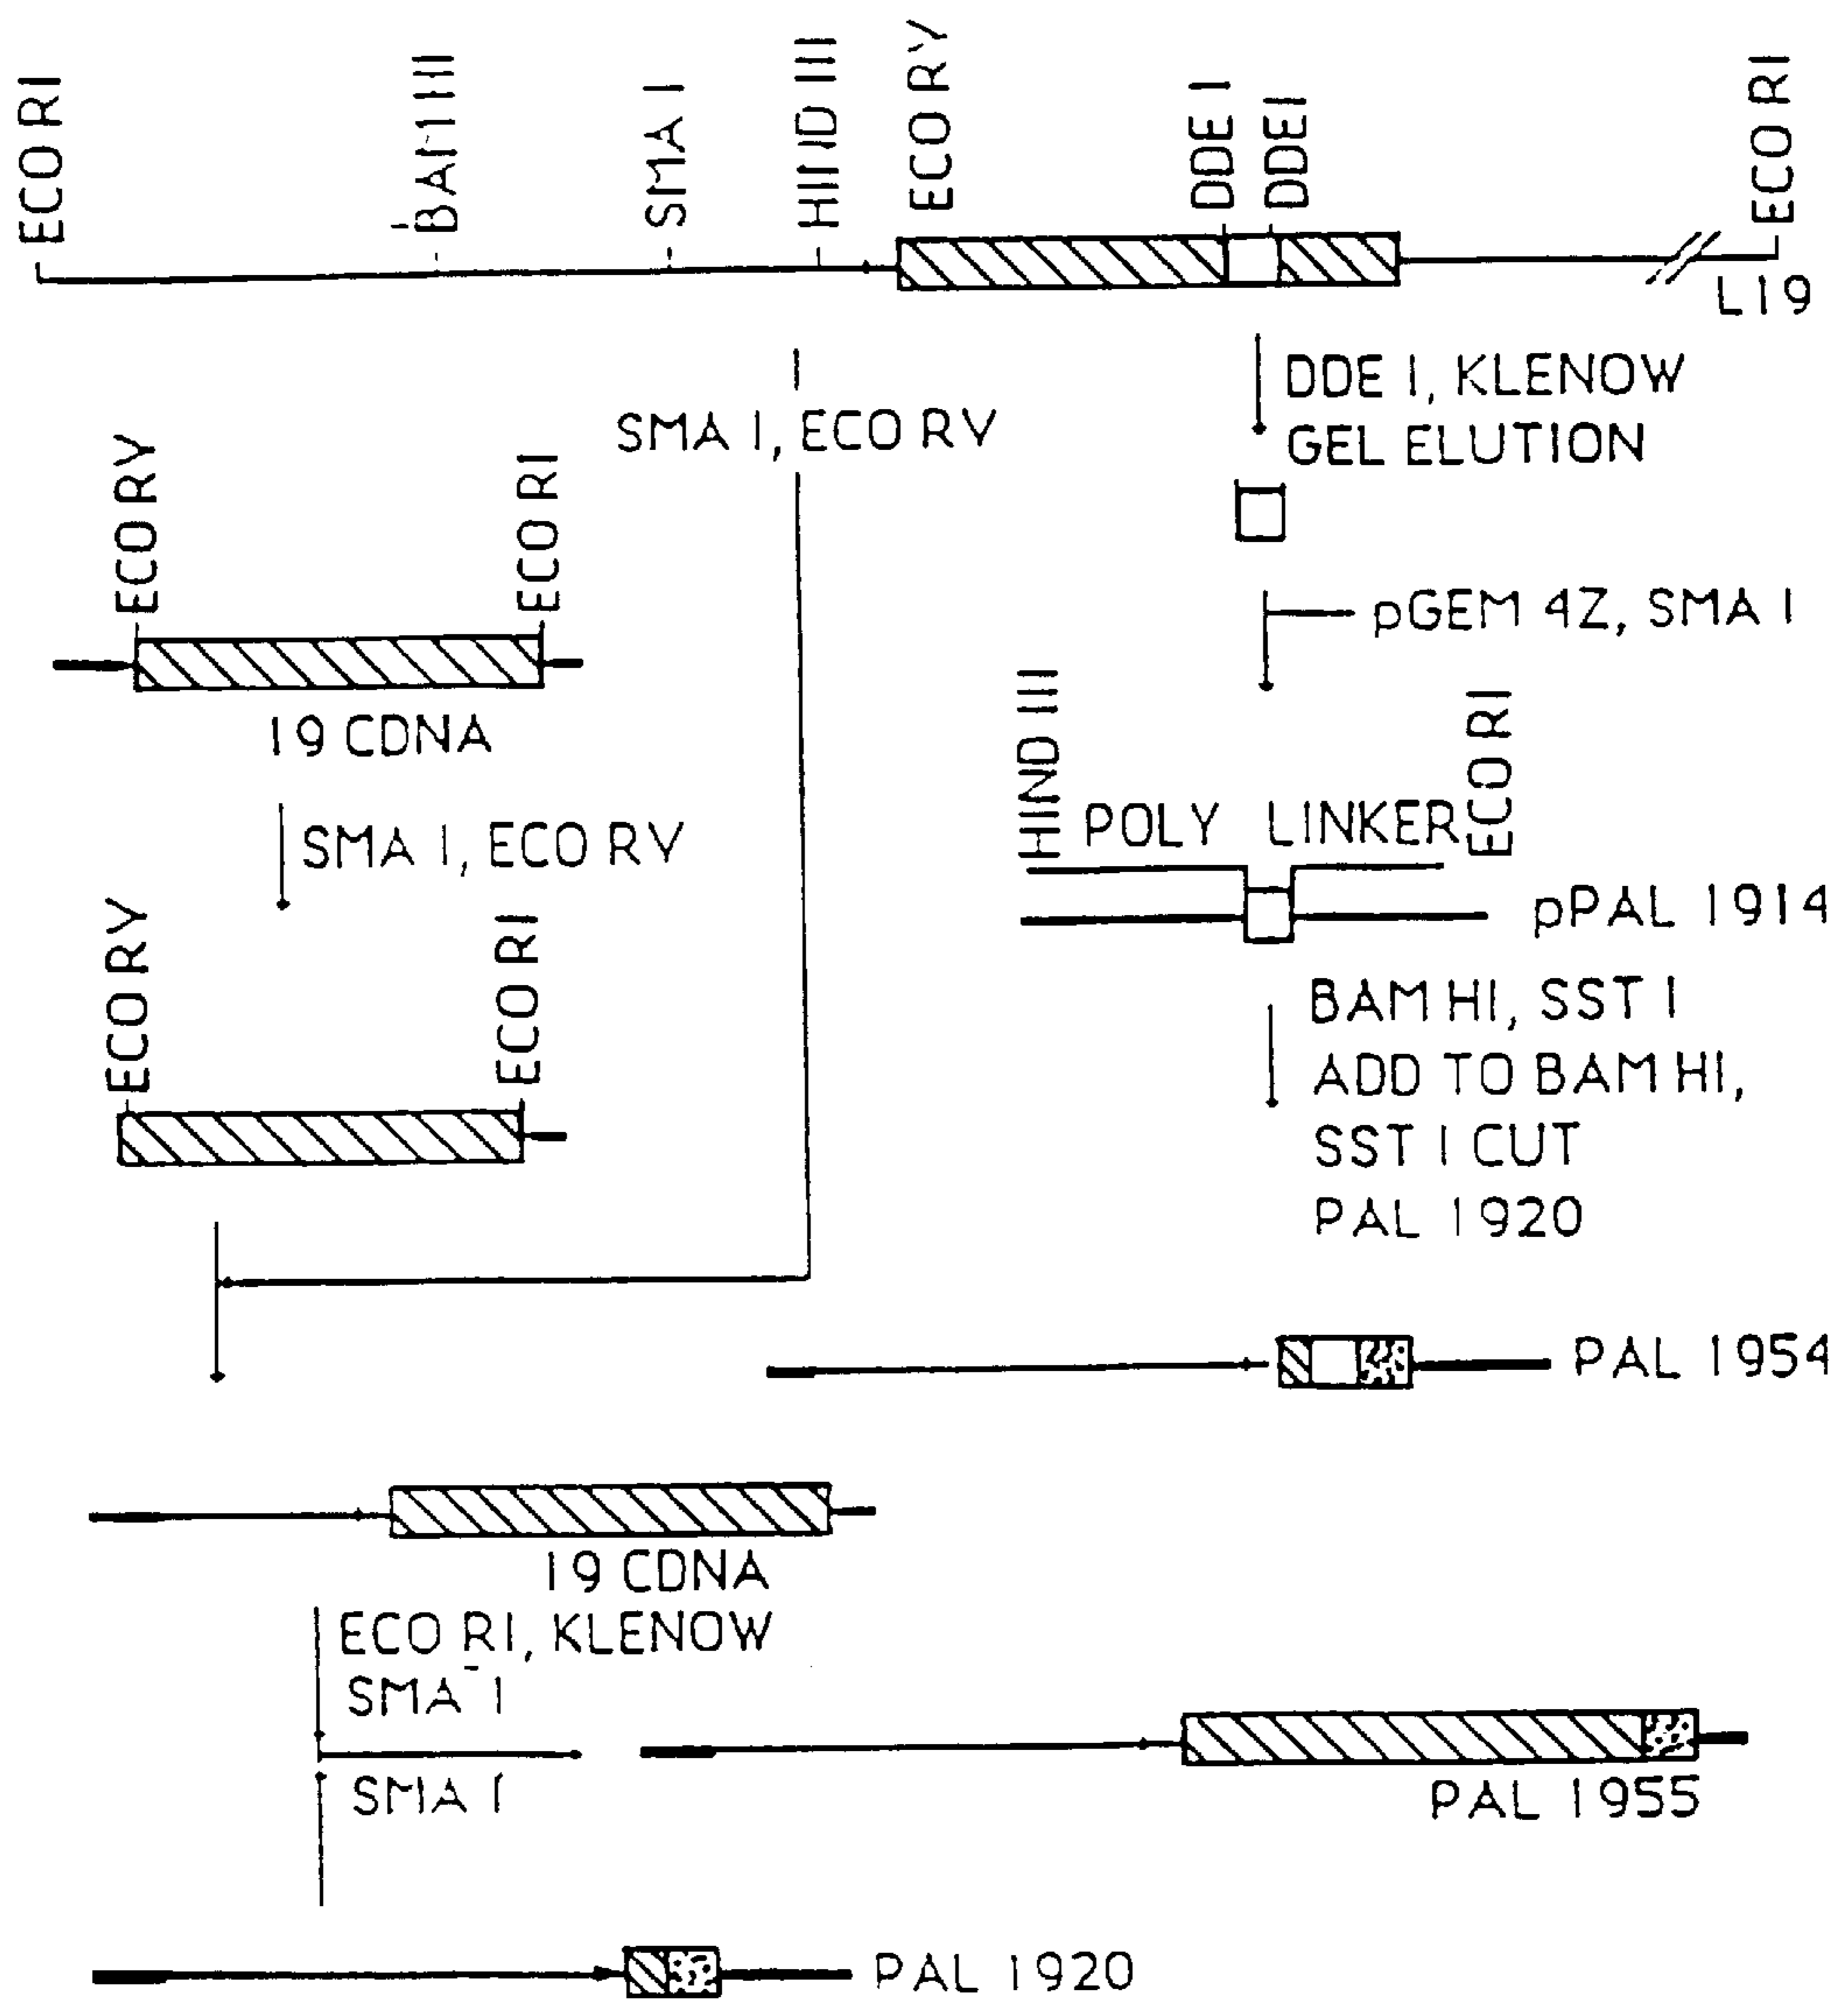 ECO RI
BAM HI
SMA I
HIND III
ECO RV
DDE I
DDE I
ECO RI
L19
DDE I, KLENOW
GEL ELUTION
SMA I, ECO RV
ECO RV
ECO RI
pGEM 4Z, SMA I
19 CDNA
HIND III
POLY LINKER
ECO RI
SMA I, ECO RV
pPAL 1914
ECO RV
ECO RI
BAM HI, SST I
ADD TO BAM HI,
SST I CUT
PAL 1920
PAL 1954
19 CDNA
ECO RI, KLENOW
SMA I
SMA I
PAL 1955
PAL 1920